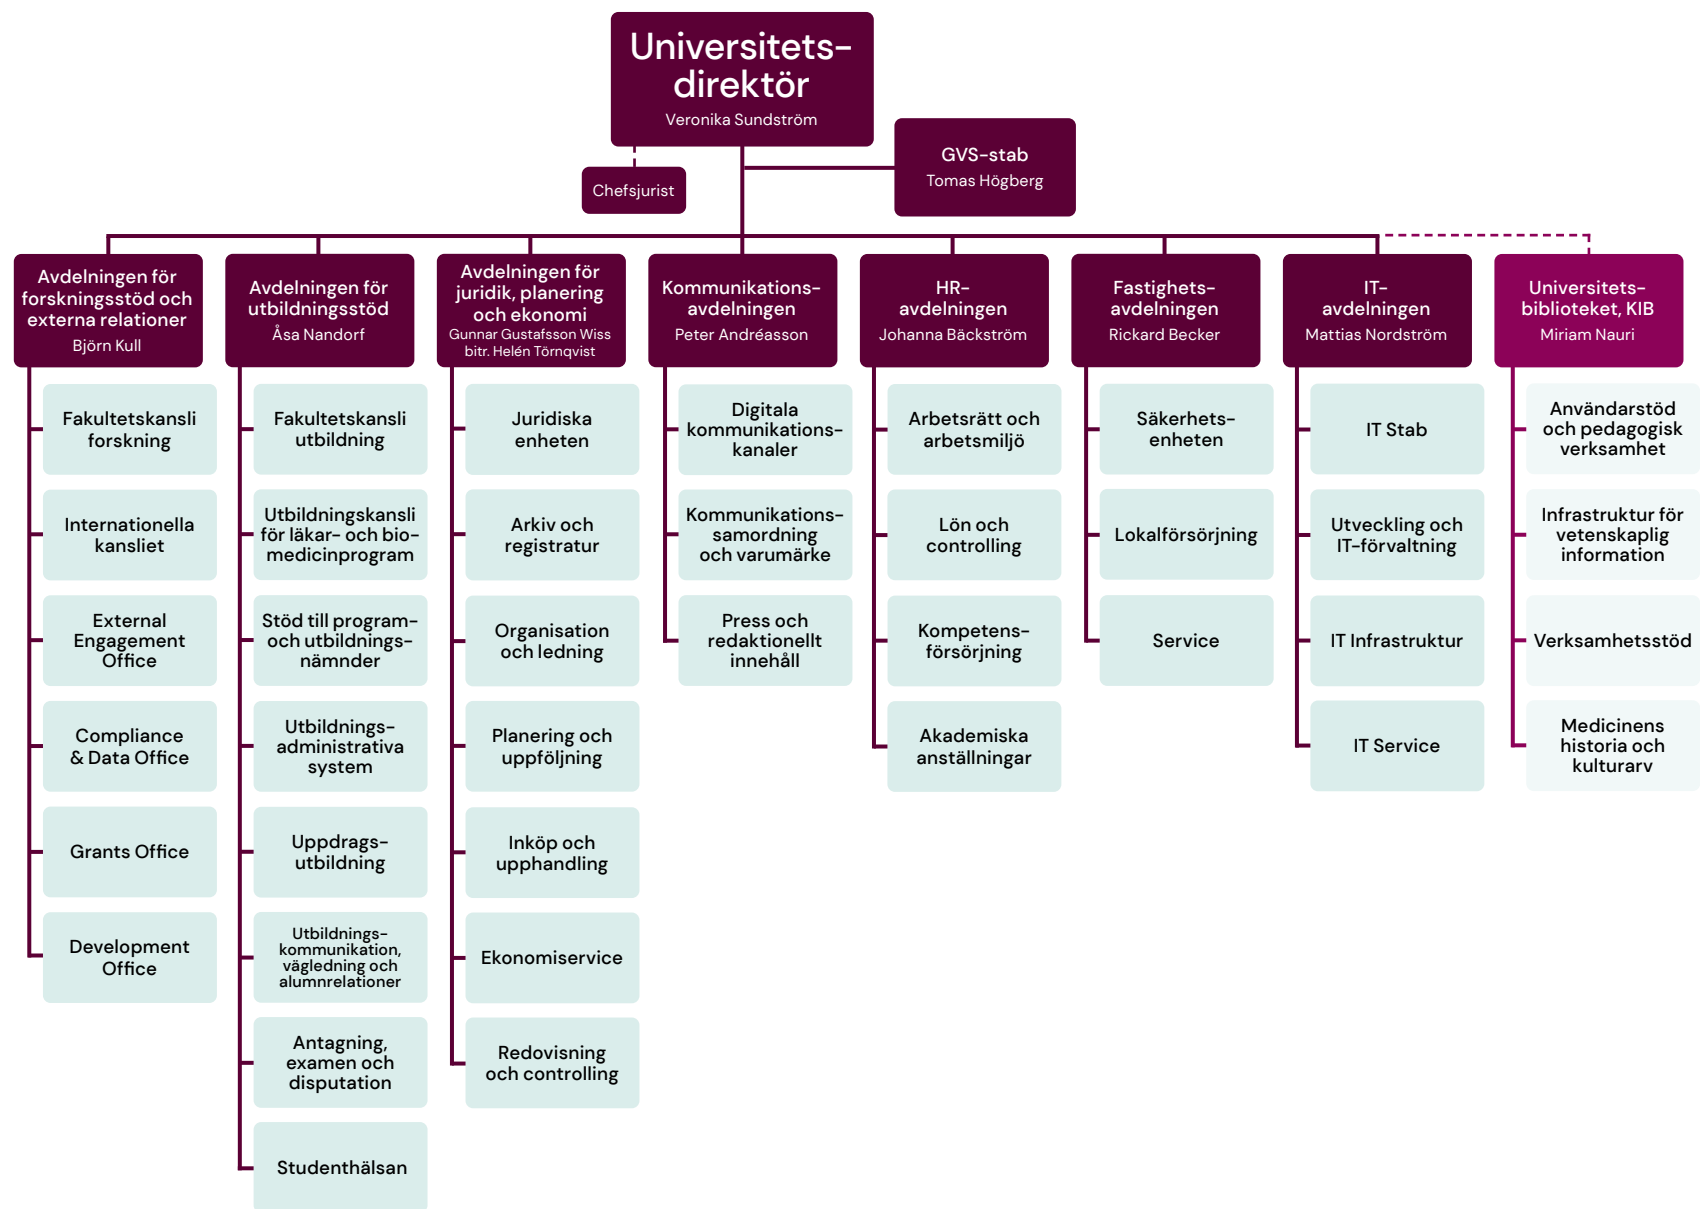 Universitets-
direktör
Veronika Sundström
GVS-stab
Tomas Högberg
Chefsjurist
Avdelningen för
forskningsstöd och
externa relationer
Björn Kull
Fakultetskansli
forskning
Internationella
kansliet
External
Engagement
Office
Compliance
& Data Office
Grants Office
Development
Office
Avdelningen för
utbildningsstöd
Åsa Nandorf
Fakultetskansli
utbildning
Utbildningskansli
för läkar- och bio-
medicinprogram
Stöd till program-
och utbildnings-
nämnder
Utbildnings-
administrativa
system
Uppdrags-
utbildning
Utbildnings-
kommunikation,
vägledning och
alumnrelationer
Antagning,
examen och
disputation
Studenthälsan
Avdelningen för
juridik, planering
och ekonomi
Gunnar Gustafsson Wiss
bitr. Helén Törnqvist
Juridiska
enheten
Arkiv och
registratur
Organisation
och ledning
Planering och
uppföljning
Inköp och
upphandling
Ekonomiservice
Redovisning
och controlling
Kommunikations-
avdelningen
Peter Andréasson
Digitala
kommunikations-
kanaler
Kommunikations-
samordning
och varumärke
Press och
redaktionellt
innehåll
HR-
avdelningen
Johanna Bäckström
Arbetsrätt och
arbetsmiljö
Lön och
controlling
Kompetens-
försörjning
Akademiska
anställningar
Fastighets-
avdelningen
Rickard Becker
Säkerhets-
enheten
Lokalförsörjning
Service
IT-
avdelningen
Mattias Nordström
IT Stab
Utveckling och
IT-förvaltning
IT Infrastruktur
IT Service
Universitets-
biblioteket, KIB
Miriam Nauri
Användarstöd
och pedagogisk
verksamhet
Infrastruktur för
vetenskaplig
information
Verksamhetsstöd
Medicinens
historia och
kulturarv